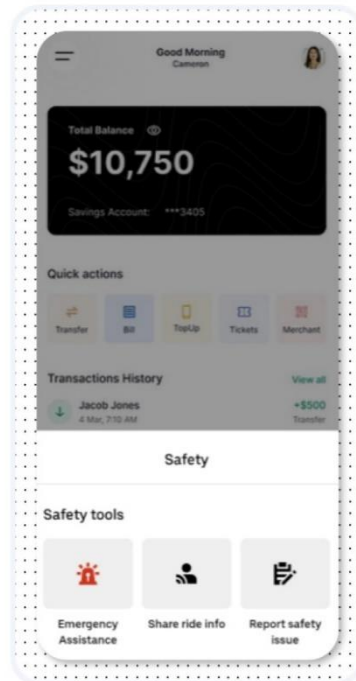 Good Morning
Cameron
Total Balance
$10,750
Savings Account: ***3405
Quick actions
Transfer Bill TopUp Tickets Merchant
Transactions History View all
Jacob Jones +$500
4 Mar, 7:10 AM Transfer
Safety
Safety tools
Emergency Share ride info Report safety
Assistance issue